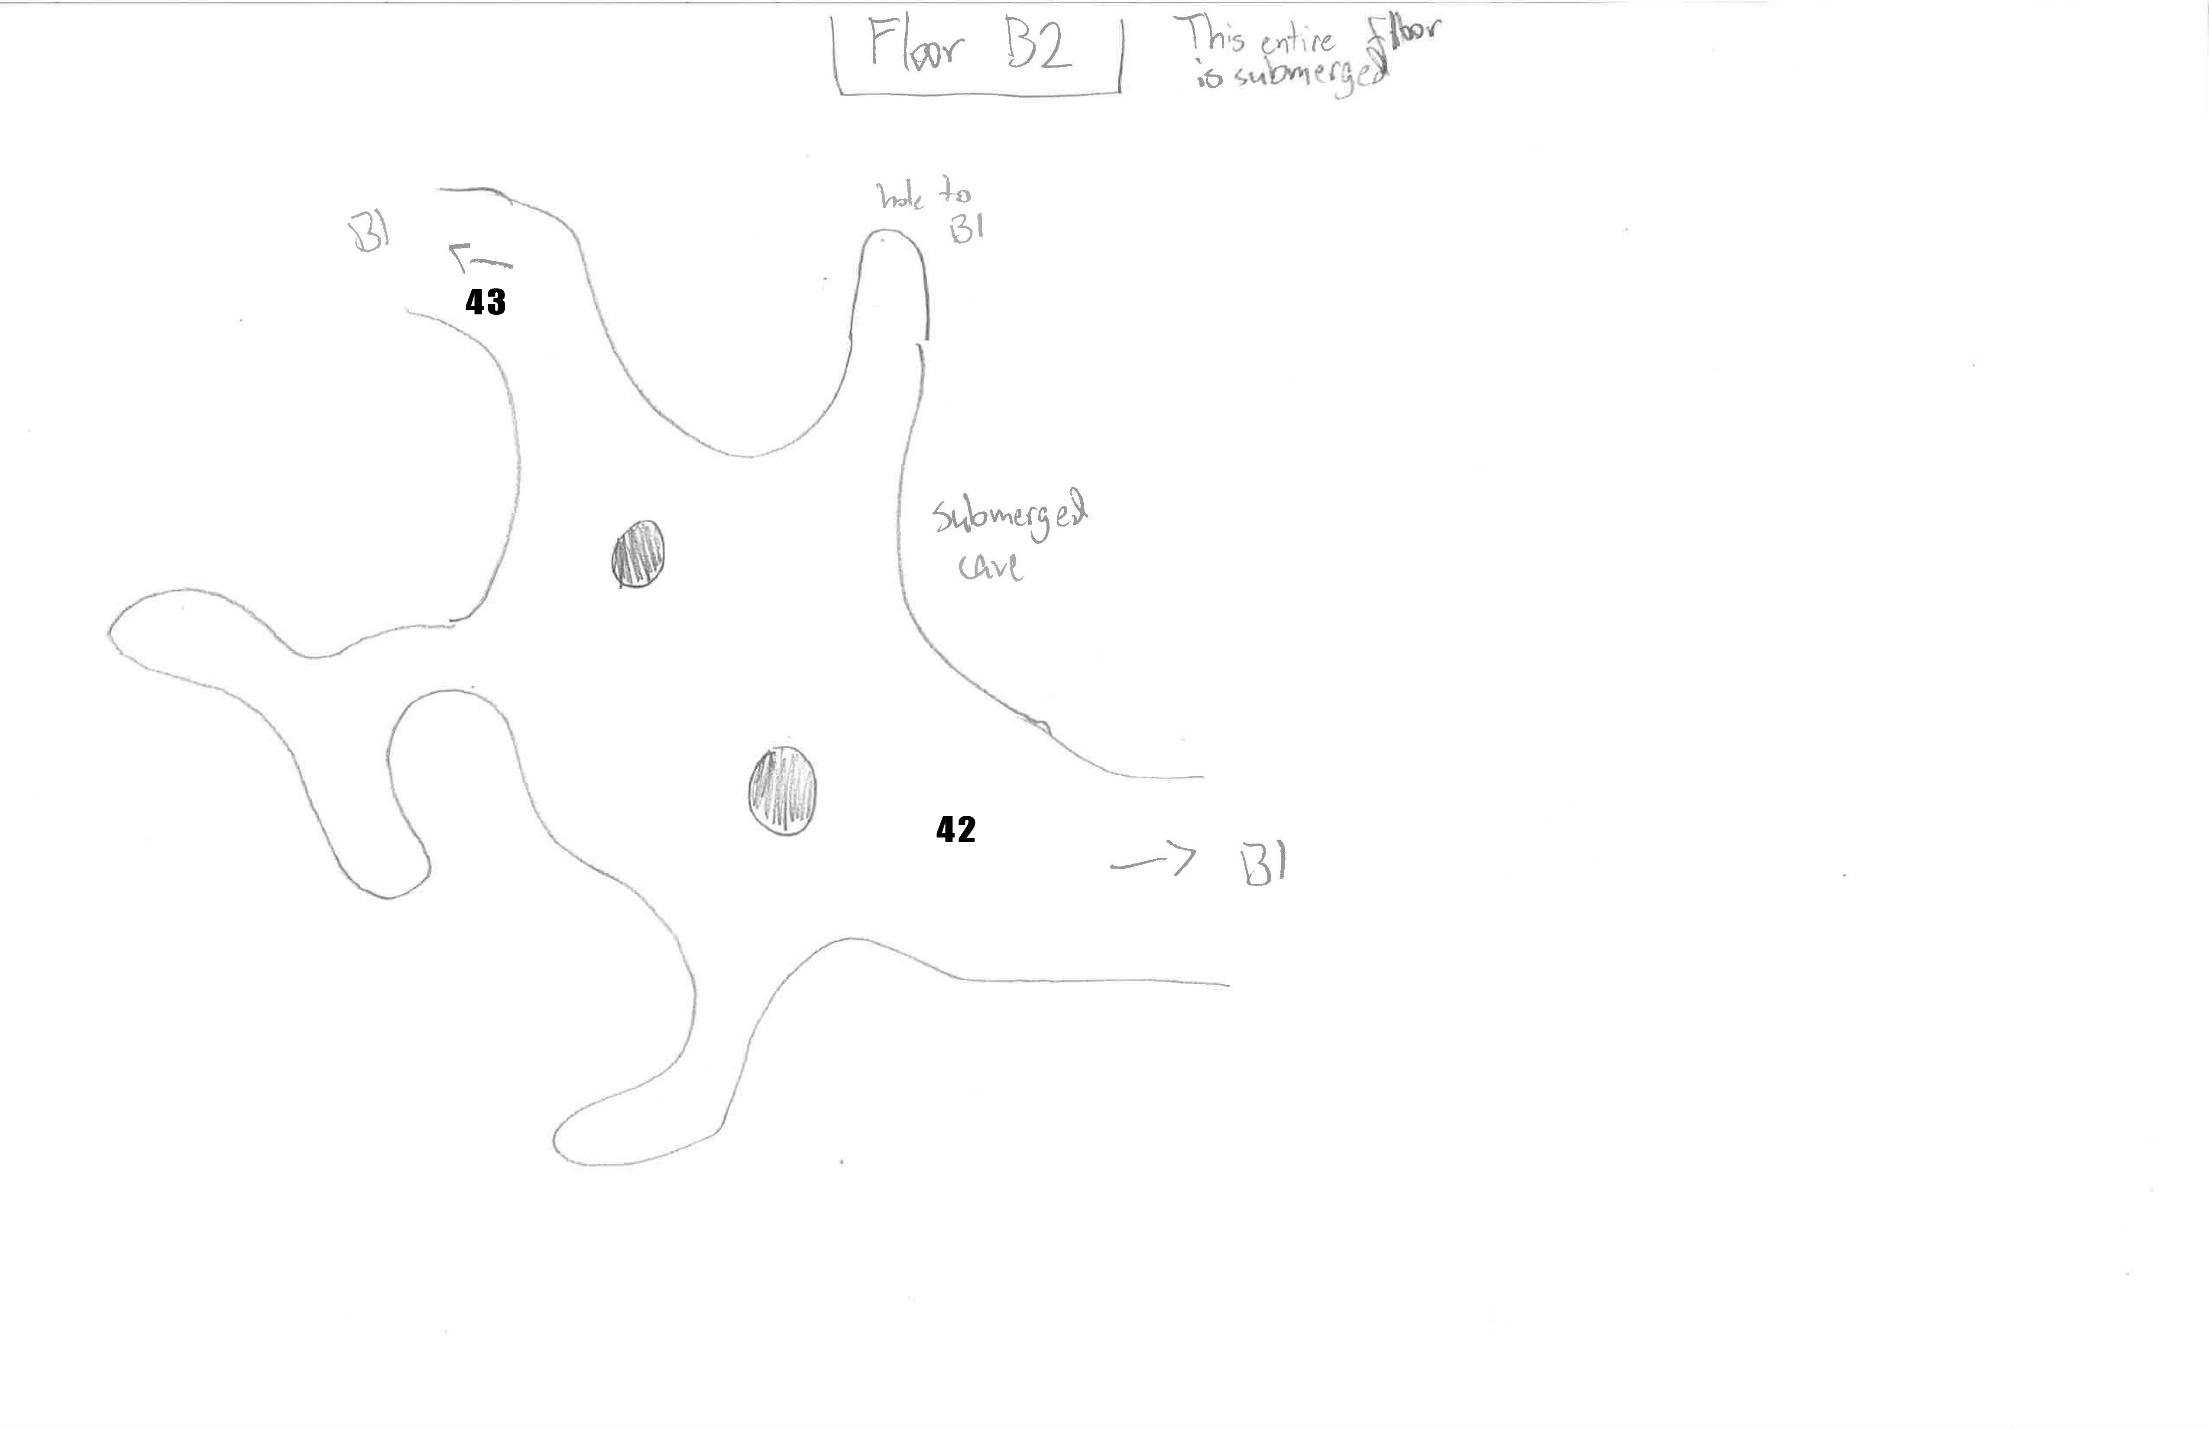 Floor B2
This entire floor
is submerged
hole to
B1
B1
43
submerged
cave
42
B1